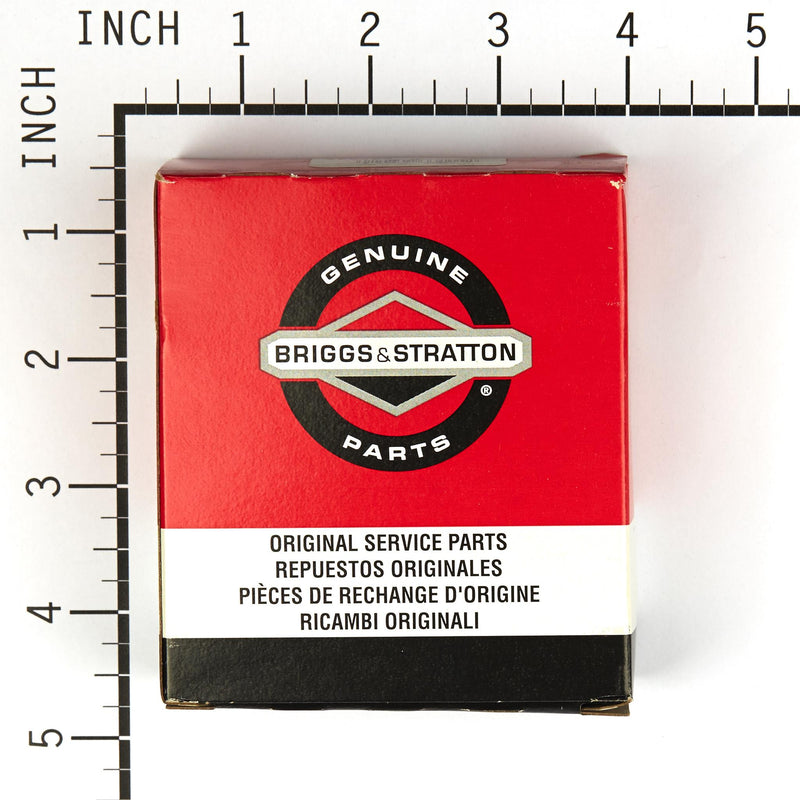 INCH 1 2 3 4 5
INCH
1
2
3
4
5
GENUINE
BRIGGS & STRATTON
®
PARTS
ORIGINAL SERVICE PARTS
REPUESTOS ORIGINALES
PIÈCES DE RECHANGE D'ORIGINE
RICAMBI ORIGINALI